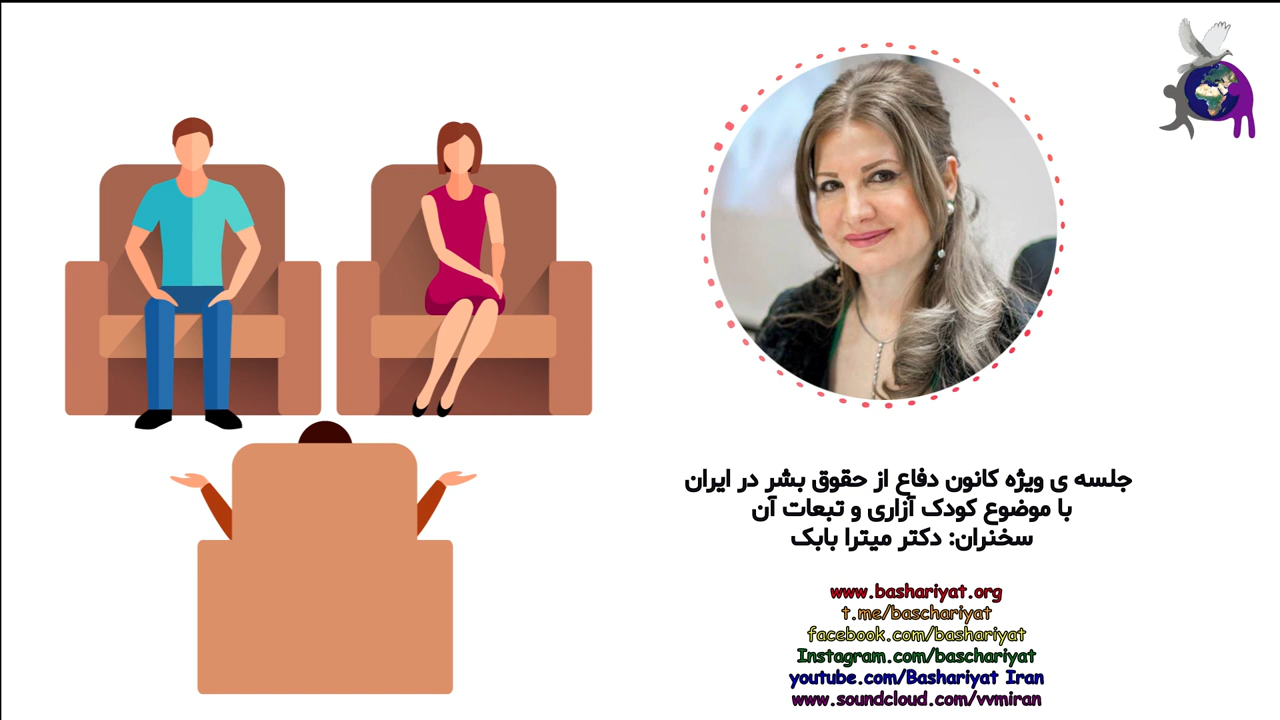 جلسه ی ویژه کانون دفاع از حقوق بشر در ایران
با موضوع کودک آزاری و تبعات آن
سخنران: دکتر میترا بابک
www.bashariyat.org
t.me/baschariyat
facebook.com/bashariyat
Instagram.com/baschariyat
youtube.com/Bashariyat Iran
www.soundcloud.com/vvmiran